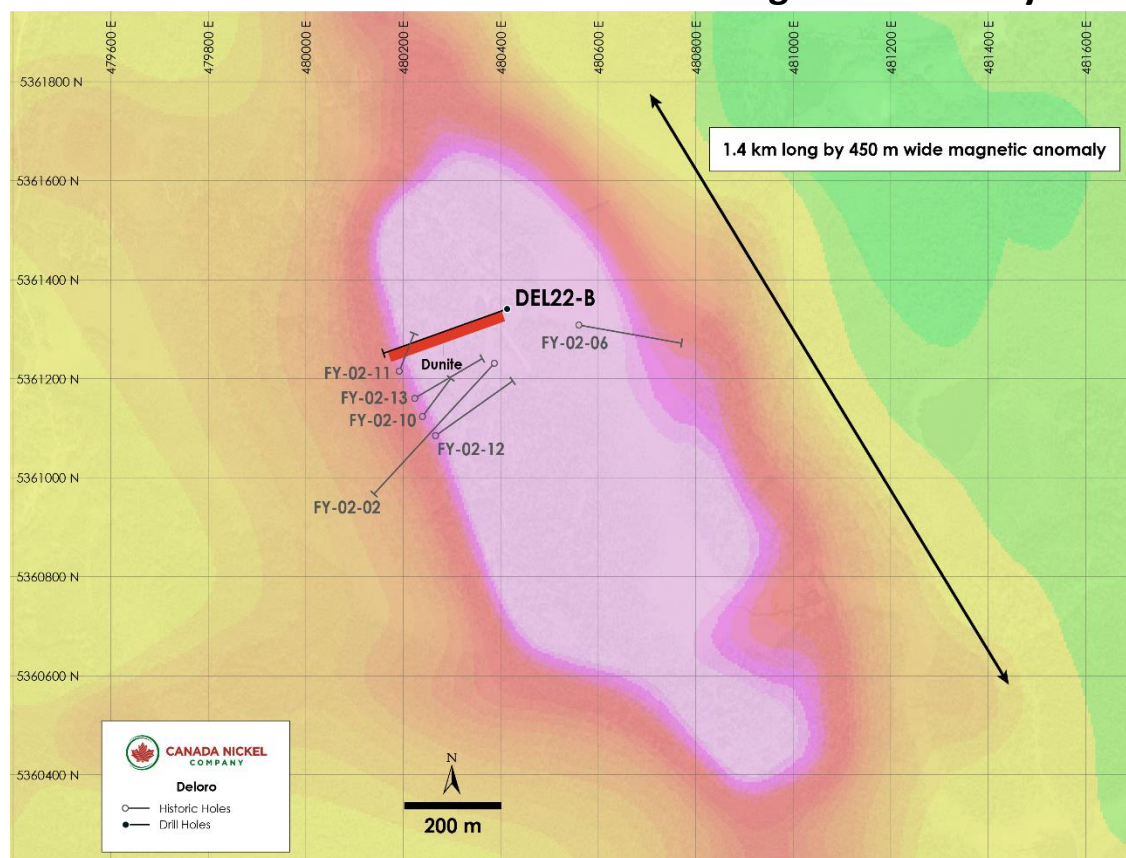 479600 E
479800 E
480000 E
480200 E
480400 E
480600 E
480800 E
481000 E
481200 E
481400 E
481600 E
5361800 N
1.4 km long by 450 m wide magnetic anomaly
5361600 N
5361400 N
DEL22-B
FY-02-06
5361200 N
FY-02-11
Dunite
FY-02-13
FY-02-10
FY-02-12
5361000 N
FY-02-02
5360800 N
5360600 N
5360400 N
CANADA NICKEL
COMPANY
Deloro
Historic Holes
Drill Holes
N
200 m